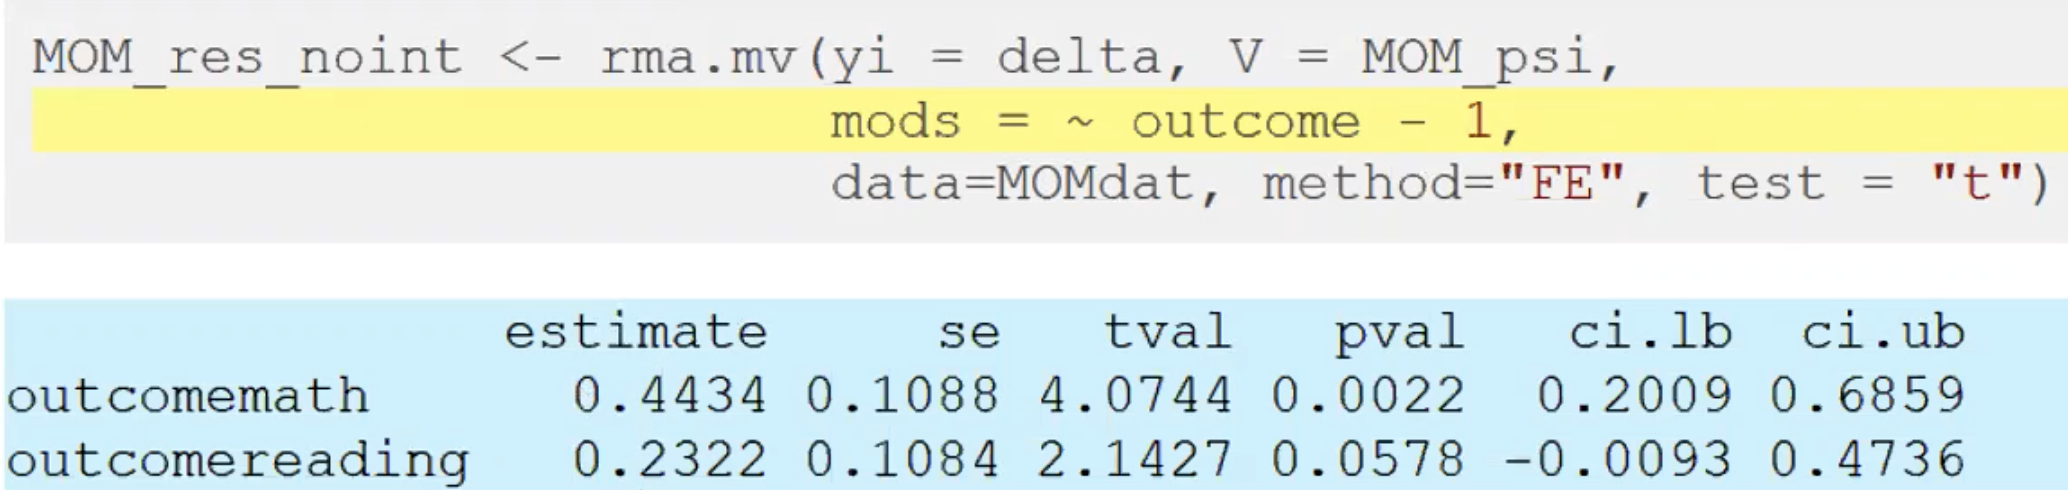 MOM_res_noint <- rma.mv(yi = delta, V = MOM_psi,
mods = ~ outcome - 1,
data=MOMdat, method="FE", test = "t")
estimate se tval pval ci.lb ci.ub
outcomemath 0.4434 0.1088 4.0744 0.0022 0.2009 0.6859
outcomereading 0.2322 0.1084 2.1427 0.0578 -0.0093 0.4736